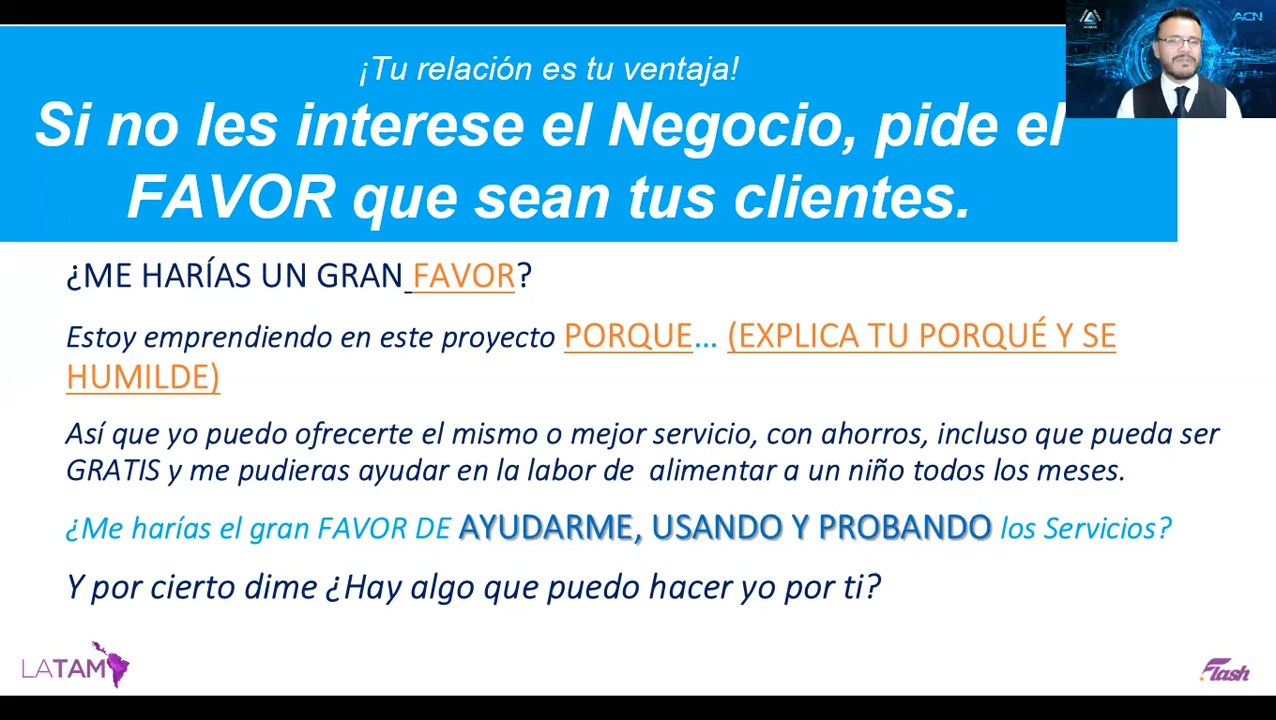 ¡Tu relación es tu ventaja!
Si no les interese el Negocio, pide el
FAVOR que sean tus clientes.
ACN
¿ME HARÍAS UN GRAN FAVOR?
Estoy emprendiendo en este proyecto PORQUE... (EXPLICA TU PORQUÉ Y SE
HUMILDE)
Así que yo puedo ofrecerte el mismo o mejor servicio, con ahorros, incluso que pueda ser
GRATIS y me pudieras ayudar en la labor de alimentar a un niño todos los meses.
¿Me harías el gran FAVOR DE AYUDARME, USANDO Y PROBANDO los Servicios?
Y por cierto dime ¿Hay algo que puedo hacer yo por ti?
LATAM
Flash